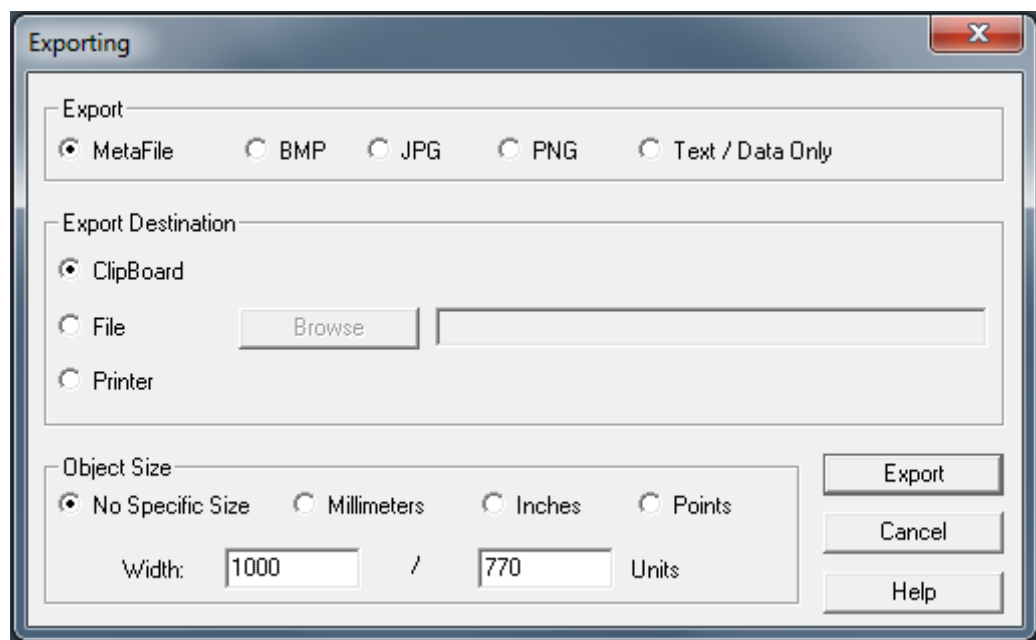 Exporting
Export
MetaFile BMP JPG PNG Text / Data Only
Export Destination
ClipBoard
File Browse
Printer
Object Size
No Specific Size Millimeters Inches Points
Width: 1000 / 770 Units
Export
Cancel
Help